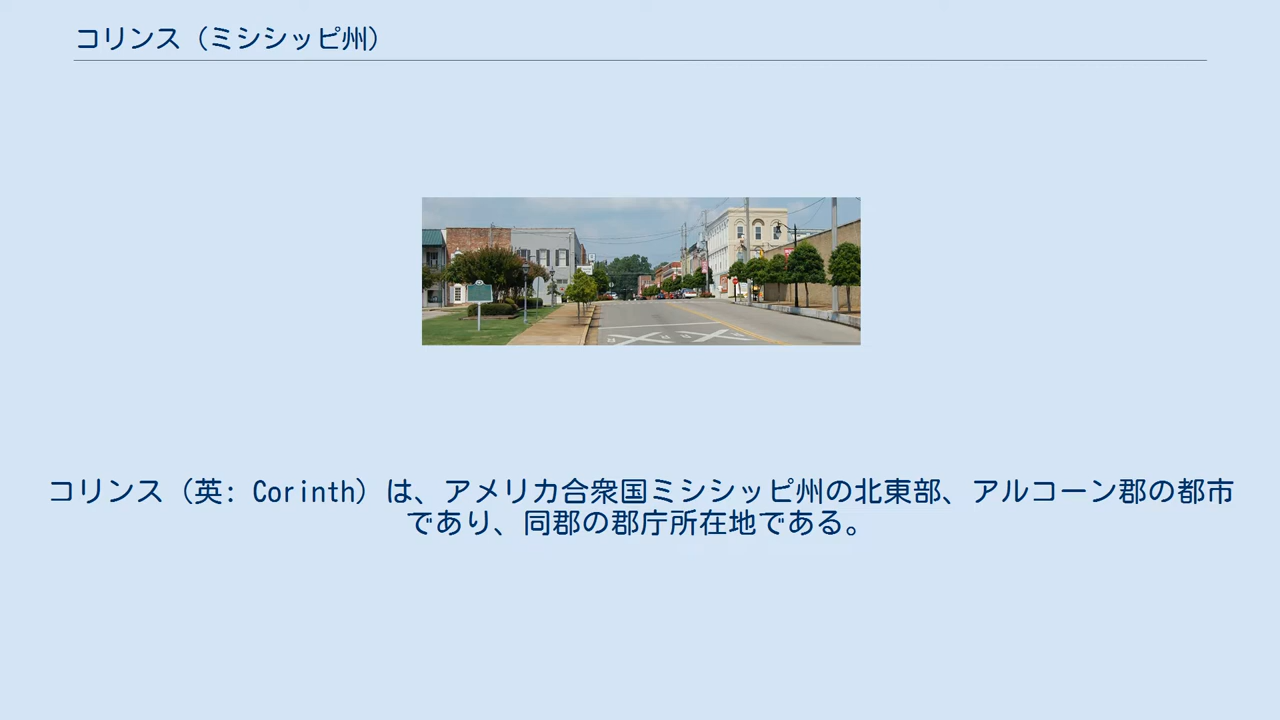 コリンス（ミシシッピ州）
コリンス（英: Corinth）は、アメリカ合衆国ミシシッピ州の北東部、アルコーン郡の都市
であり、同郡の郡庁所在地である。